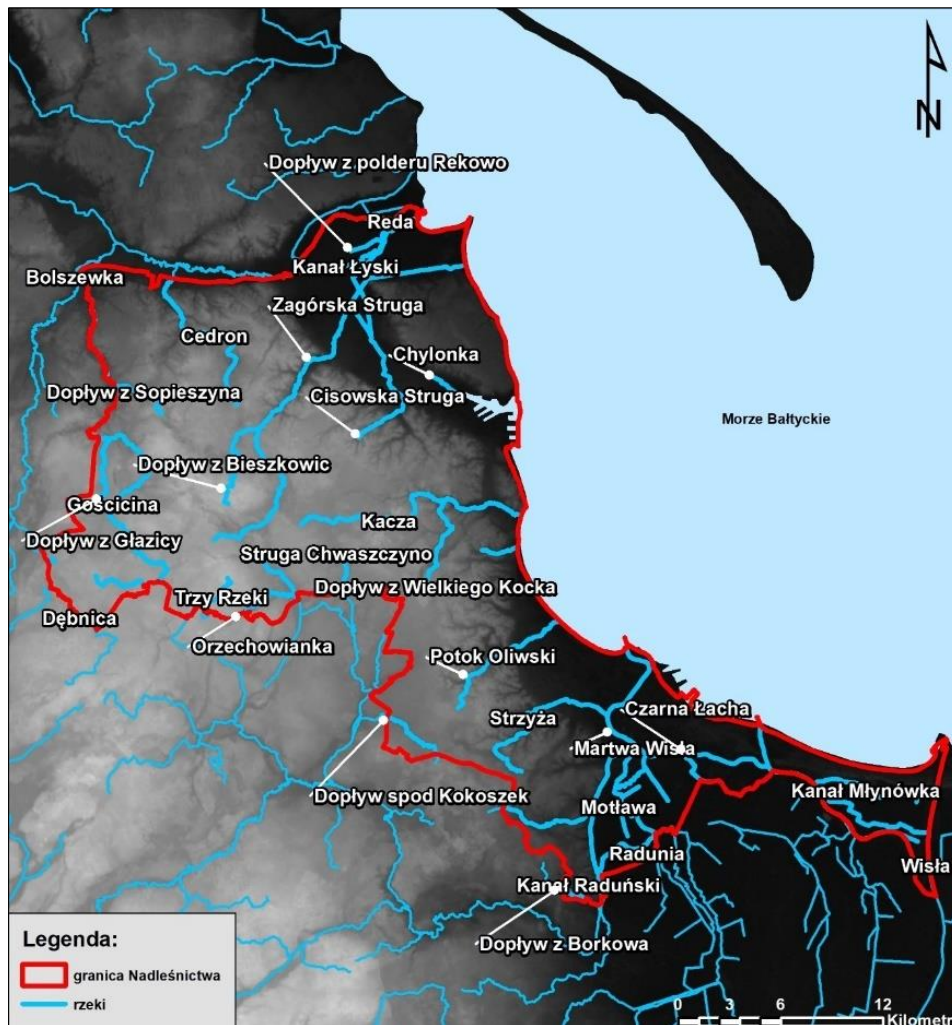 N
Dopływ z polderu Rekowo
Reda
Kanał Łyski
Bolszewka
Zagórska Struga
Cedron
Chylonka
Dopływ z Sopieszyna
Cisowska Struga
Morze Bałtyckie
Dopływ z Bieszkowic
Gościcina
Kacza
Dopływ z Głazicy
Struga Chwaszczyno
Dopływ z Wielkiego Kocka
Trzy Rzeki
Dębnica
Orzechowianka
Potok Oliwski
Czarna Łacha
Strzyża
Martwa Wisła
Dopływ spod Kokoszek
Kanał Młynówka
Motława
Radunia
Wisła
Kanał Raduński
Dopływ z Borkowa
Legenda:
granica Nadleśnictwa
rzeki
0 3 6 12
Kilometr